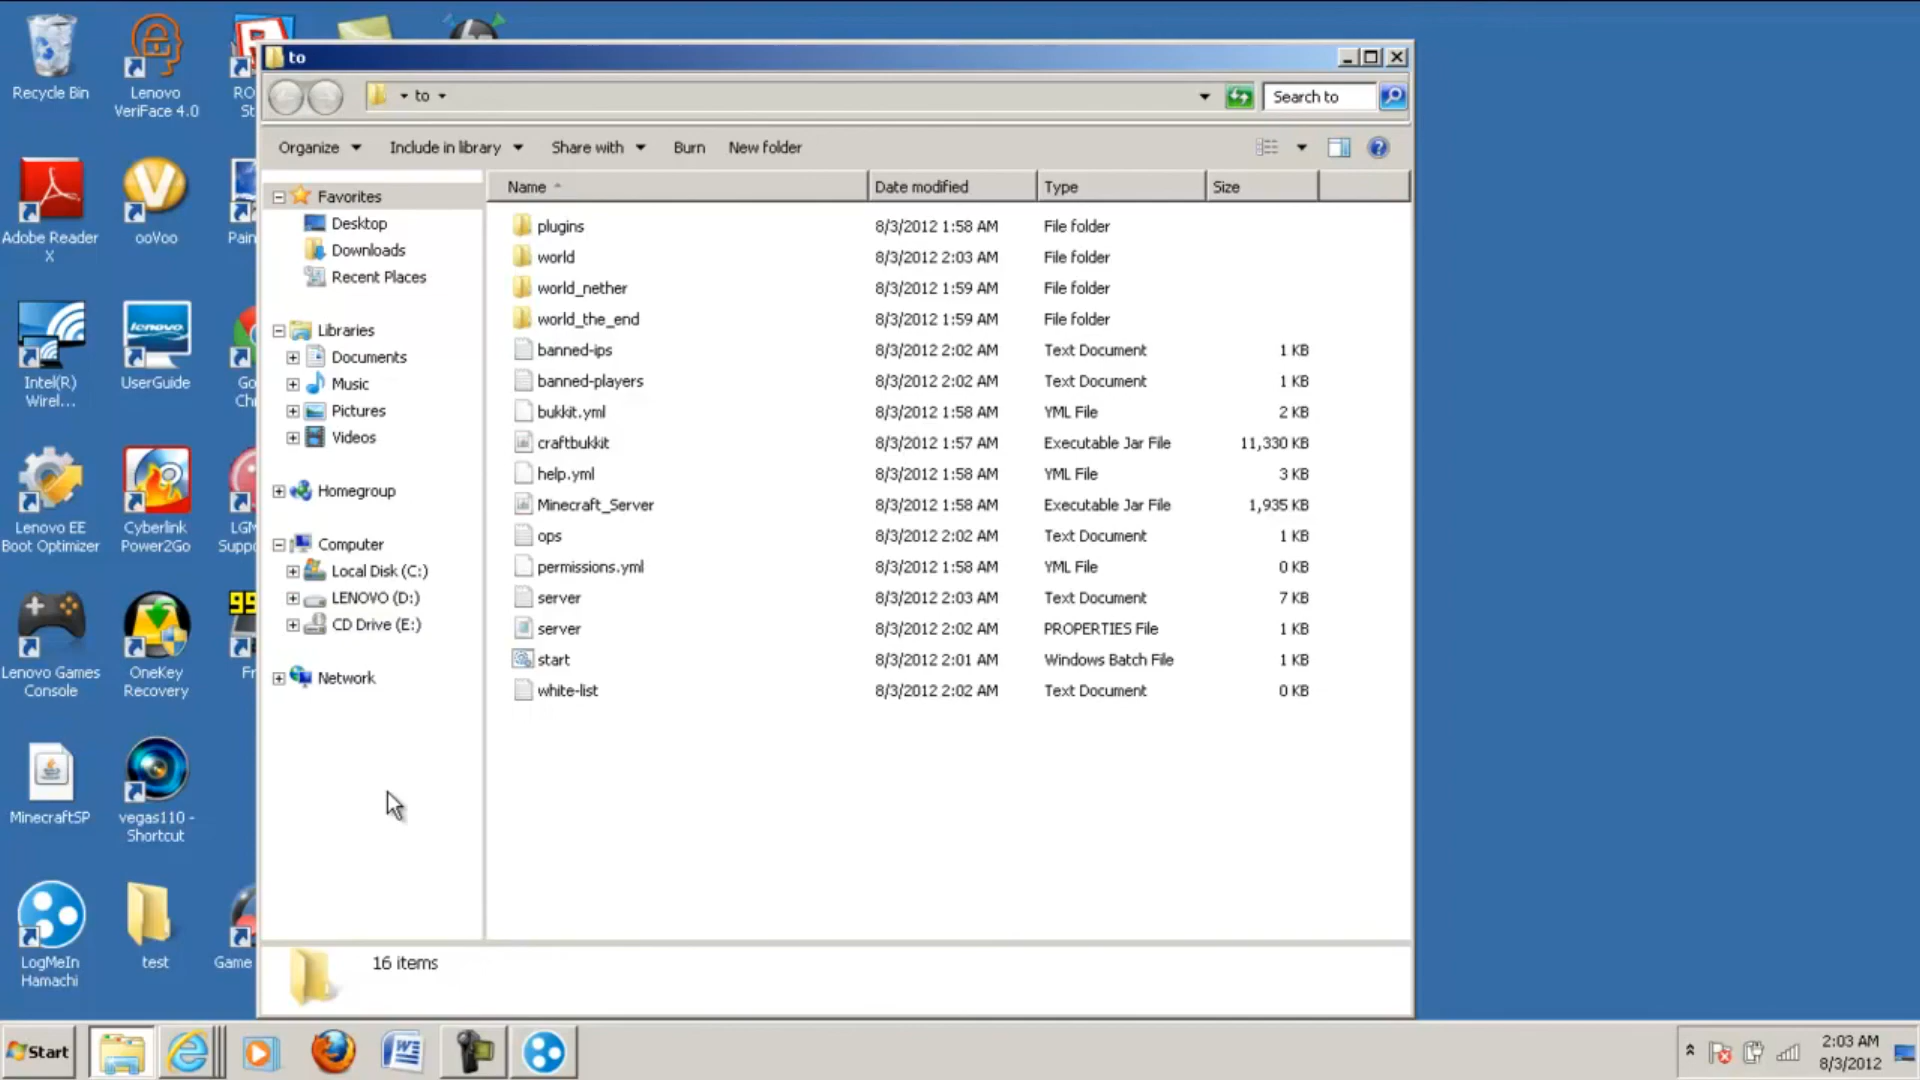 Recycle Bin
Lenovo
VeriFace 4.0
RO
St
Adobe Reader
X
ooVoo
Pain
Intel(R)
Wirel...
UserGuide
Go
Ch
Lenovo EE
Boot Optimizer
Cyberlink
Power2Go
LGM
Suppo
Lenovo Games
Console
OneKey
Recovery
99
Fr
MinecraftSP
vegas110 -
Shortcut
LogMeIn
Hamachi
test
Game
to
to
Search to
Organize
Include in library
Share with
Burn
New folder
Favorites
Desktop
Downloads
Recent Places
Libraries
Documents
Music
Pictures
Videos
Homegroup
Computer
Local Disk (C:)
LENOVO (D:)
CD Drive (E:)
Network
Name Date modified Type Size
plugins 8/3/2012 1:58 AM File folder
world 8/3/2012 2:03 AM File folder
world_nether 8/3/2012 1:59 AM File folder
world_the_end 8/3/2012 1:59 AM File folder
banned-ips 8/3/2012 2:02 AM Text Document 1 KB
banned-players 8/3/2012 2:02 AM Text Document 1 KB
bukkit.yml 8/3/2012 1:58 AM YML File 2 KB
craftbukkit 8/3/2012 1:57 AM Executable Jar File 11,330 KB
help.yml 8/3/2012 1:58 AM YML File 3 KB
Minecraft_Server 8/3/2012 1:58 AM Executable Jar File 1,935 KB
ops 8/3/2012 2:02 AM Text Document 1 KB
permissions.yml 8/3/2012 1:58 AM YML File 0 KB
server 8/3/2012 2:03 AM Text Document 7 KB
server 8/3/2012 2:02 AM PROPERTIES File 1 KB
start 8/3/2012 2:01 AM Windows Batch File 1 KB
white-list 8/3/2012 2:02 AM Text Document 0 KB
16 items
Start
2:03 AM
8/3/2012